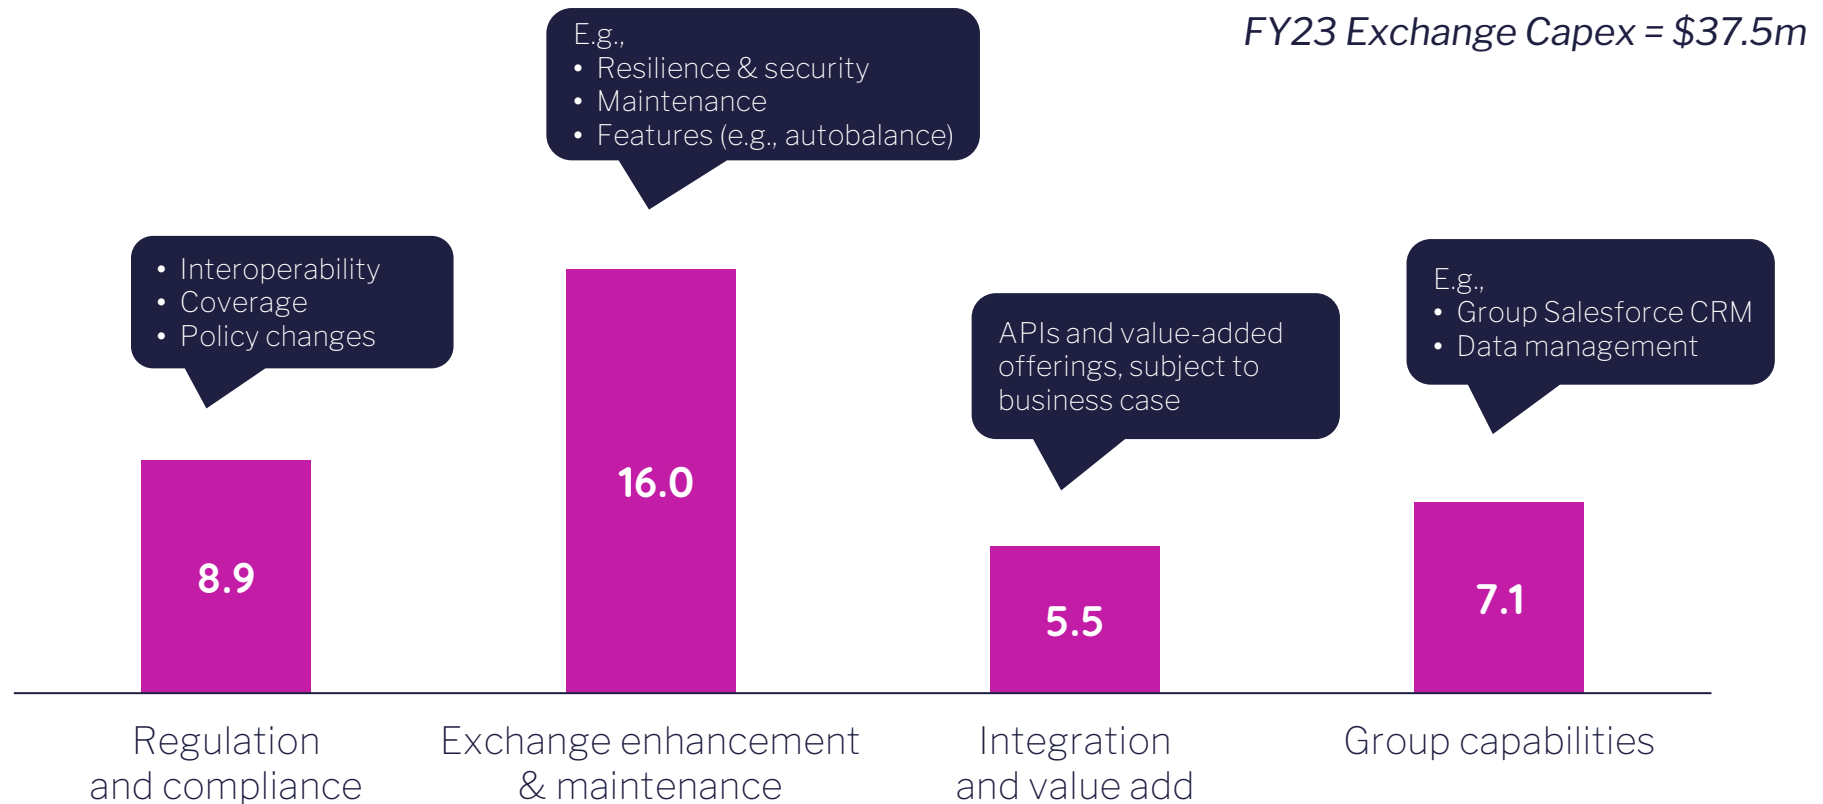 FY23 Exchange Capex = $37.5m
E.g.,
• Resilience & security
• Maintenance
• Features (e.g., autobalance)
• Interoperability
• Coverage
• Policy changes
APIs and value-added
offerings, subject to
business case
E.g.,
• Group Salesforce CRM
• Data management
8.9
16.0
5.5
7.1
Regulation
and compliance
Exchange enhancement
& maintenance
Integration
and value add
Group capabilities